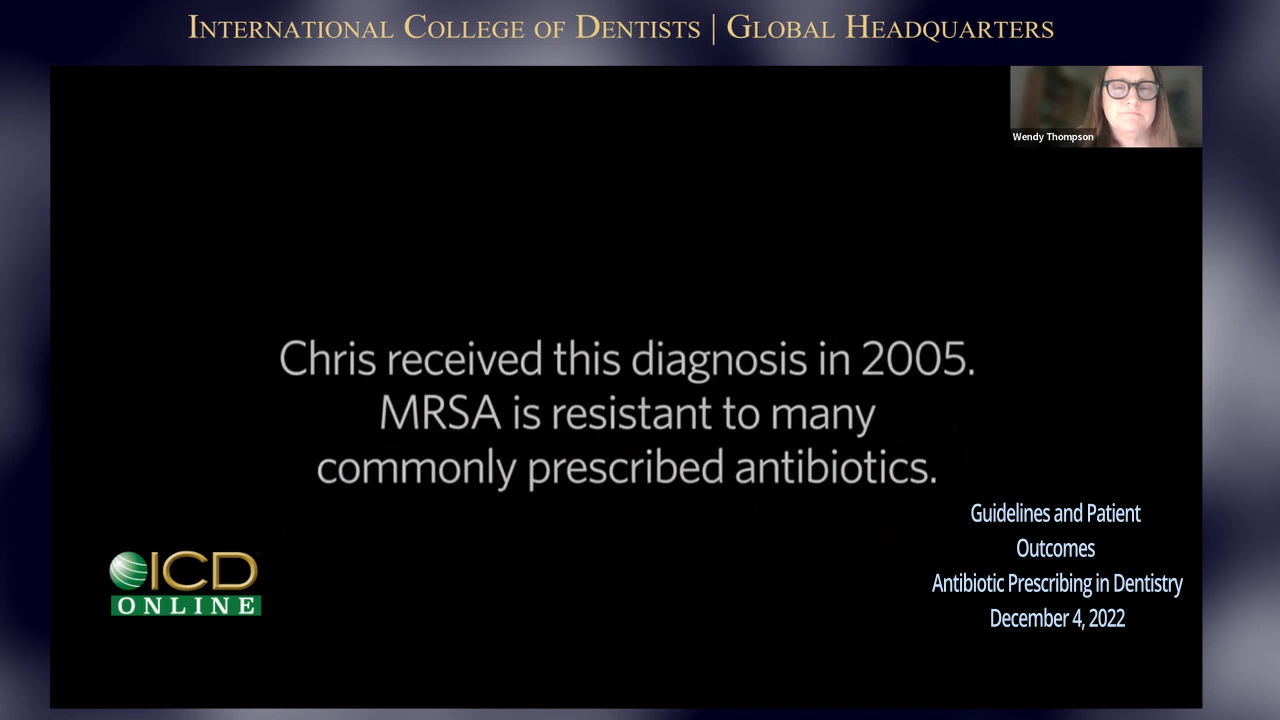 INTERNATIONAL COLLEGE OF DENTISTS | GLOBAL HEADQUARTERS
Wendy Thompson
Chris received this diagnosis in 2005.
MRSA is resistant to many
commonly prescribed antibiotics.
Guidelines and Patient
Outcomes
Antibiotic Prescribing in Dentistry
December 4, 2022
ICD
ONLINE